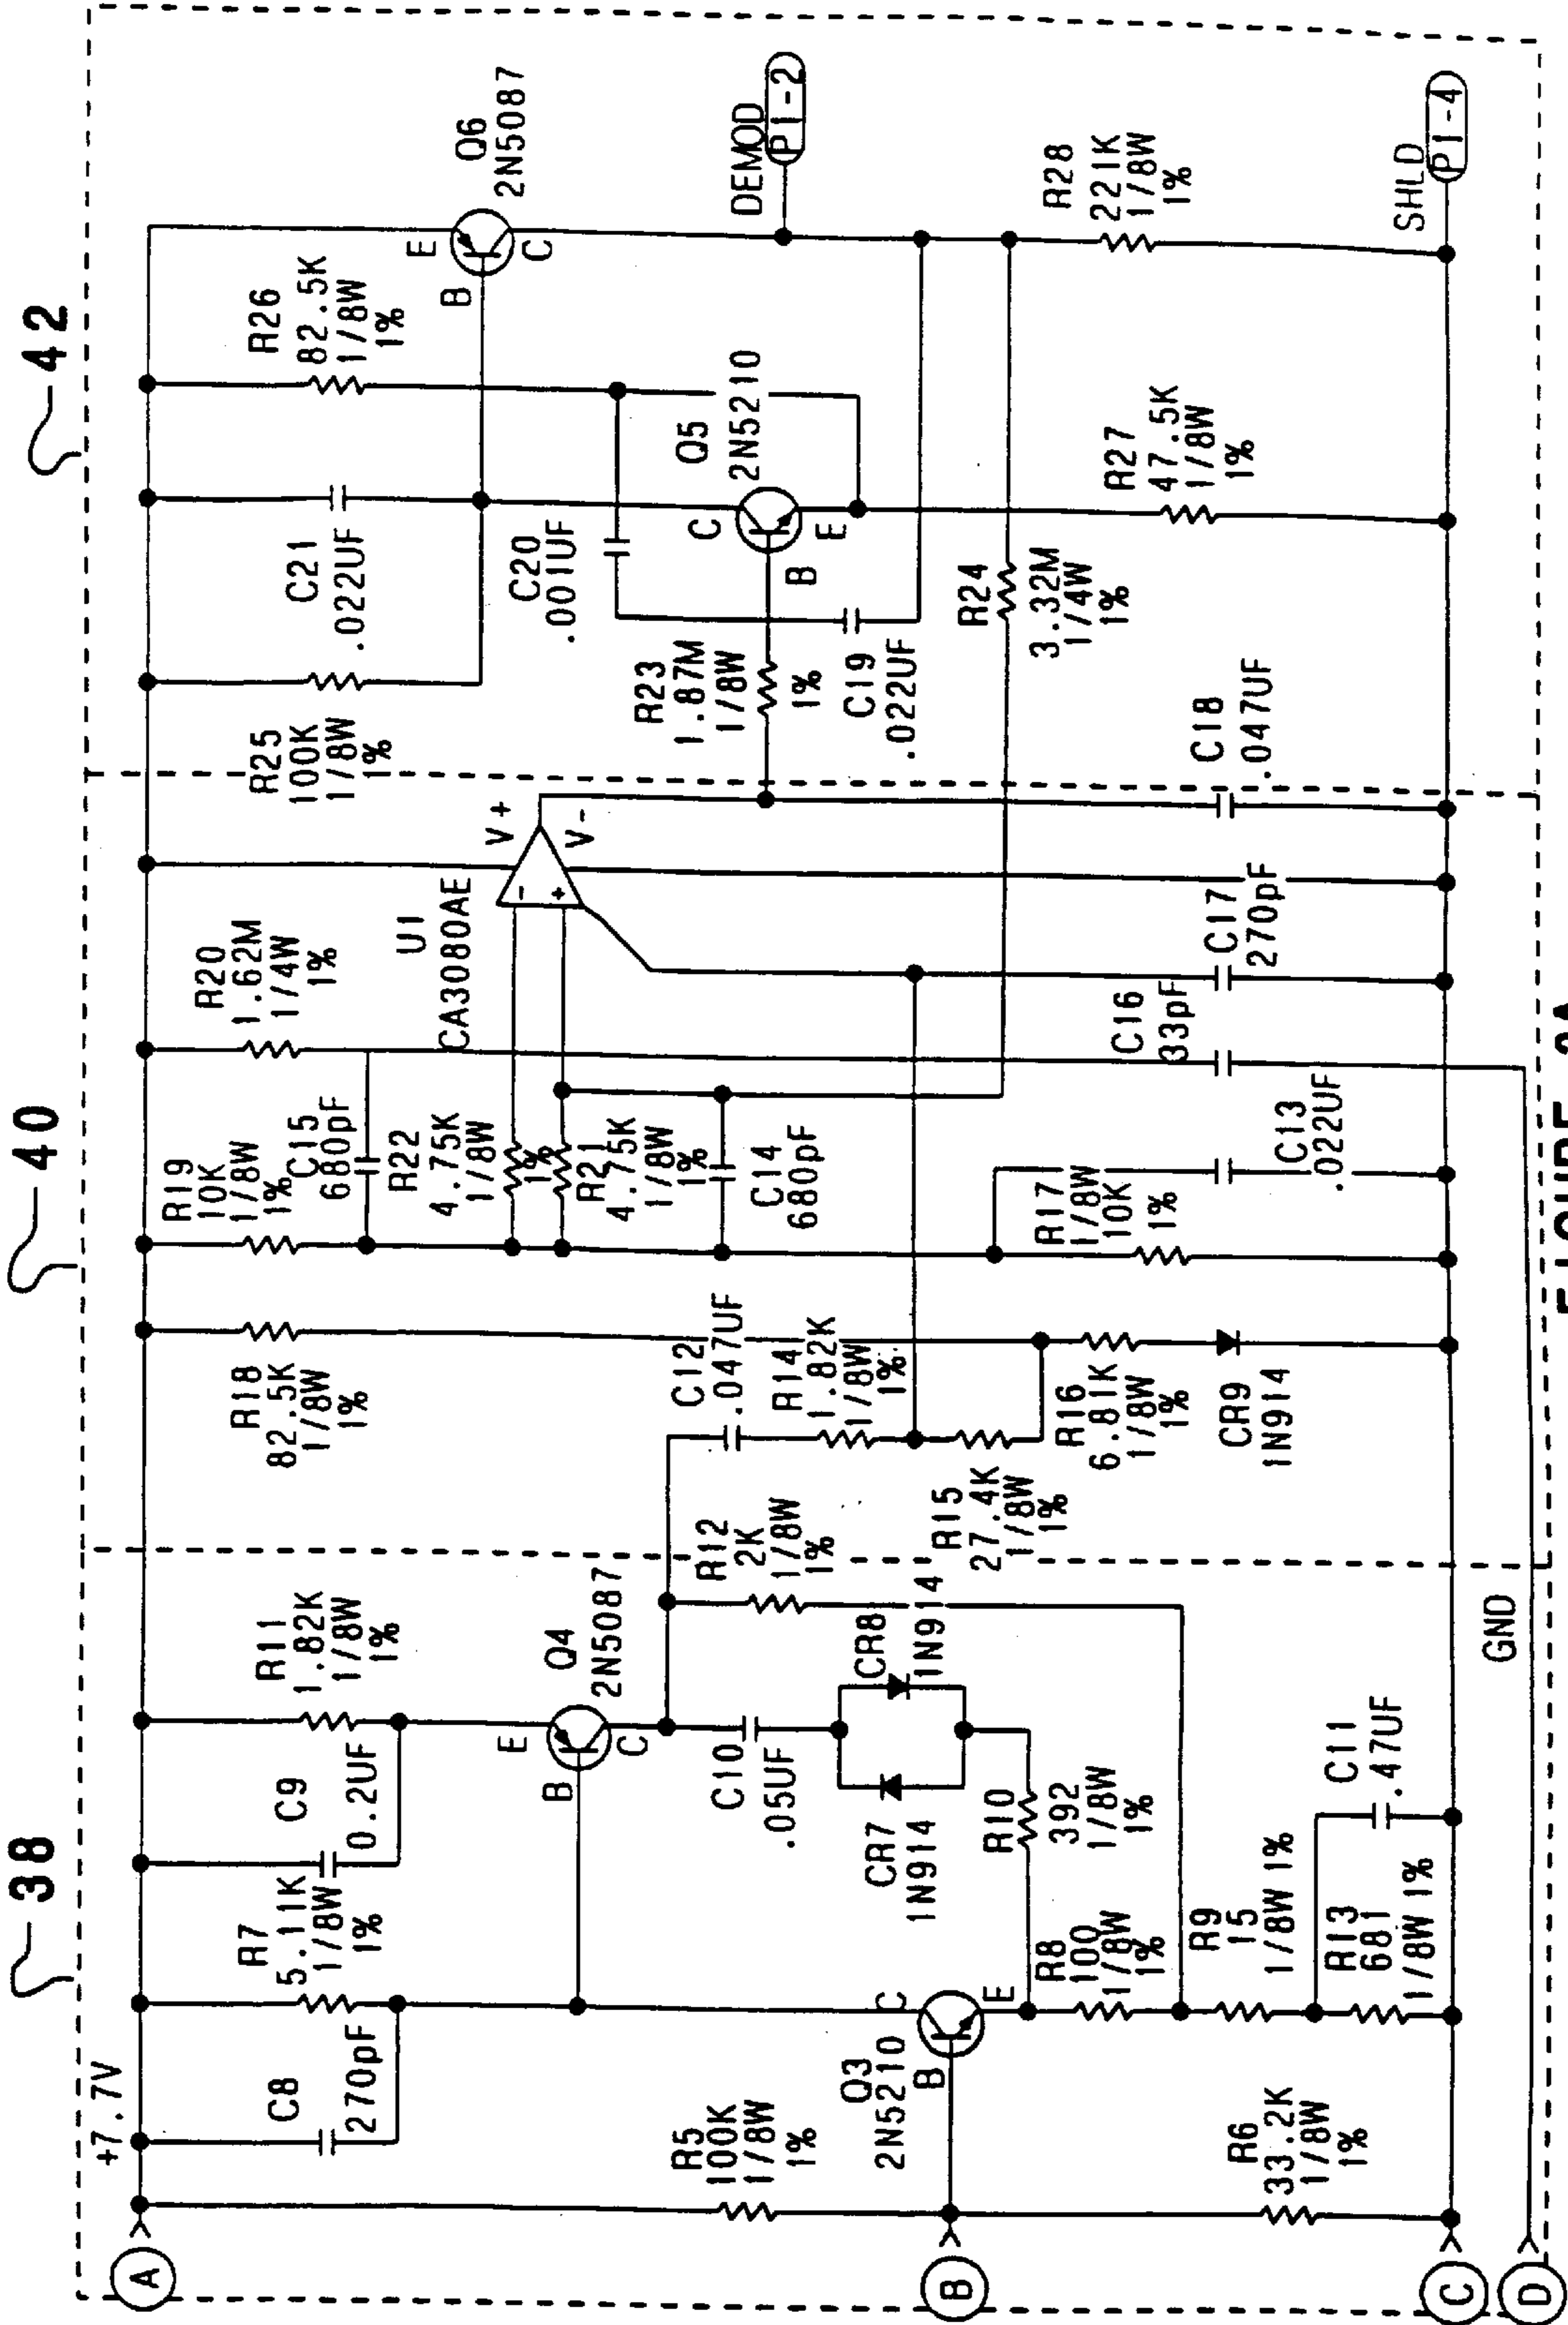 38
40
42
+7.7V
A
C8
270pF
R7
5.11K
1/8W
1%
C9
0.2UF
R11
1.82K
1/8W
1%
R5
100K
1/8W
1%
B
Q3
2N5210
B
C
E
Q4
2N5087
B
E
C
C10
.05UF
CR7
1N914
CR8
1N914
R10
392
1/8W
1%
R12
2K
1/8W
1%
R8
100
1/8W
1%
R9
15
1/8W 1%
R13
681
1/8W 1%
C11
.47UF
R6
33.2K
1/8W
1%
C
D
GND
R18
82.5K
1/8W
1%
C12
.047UF
R14
1.82K
1/8W
1%
R15
27.4K
1/8W
1%
R16
6.81K
1/8W
1%
CR9
1N914
R19
10K
1/8W
1%
C15
680pF
R22
4.75K
1/8W
1%
R21
4.75K
1/8W
1%
C14
680pF
R17
1/8W
10K
1%
C13
.022UF
R20
1.62M
1/4W
1%
U1
CA3080AE
-
+
V+
V-
C16
33pF
C17
270pF
C18
.047UF
R25
100K
1/8W
1%
C21
.022UF
C20
.001UF
R23
1.87M
1/8W
1%
C19
.022UF
Q5
2N5210
C
B
E
R26
82.5K
1/8W
1%
Q6
2N5087
E
B
C
R24
3.32M
1/4W
1%
R27
47.5K
1/8W
1%
R28
221K
1/8W
1%
DEMOD
P1-2
SHLD
P1-4